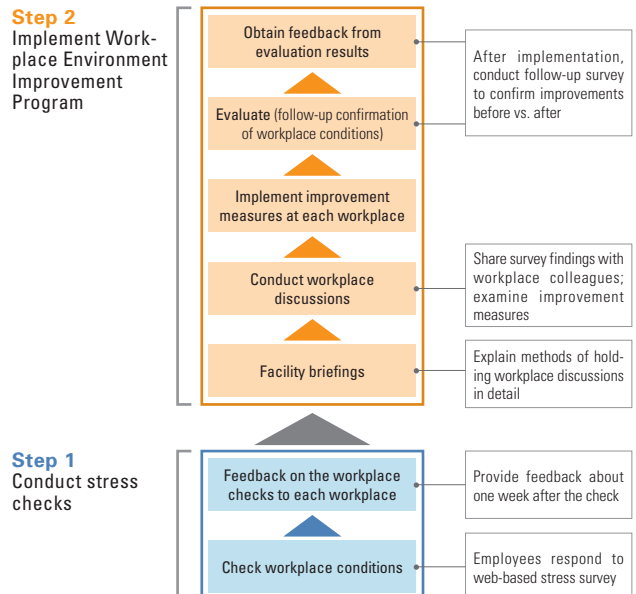 Step 2
Implement Work-
place Environment
Improvement
Program
Obtain feedback from
evaluation results
After implementation,
conduct follow-up survey
to confirm improvements
before vs. after
Evaluate (follow-up confirmation
of workplace conditions)
Implement improvement
measures at each workplace
Conduct workplace
discussions
Share survey findings with
workplace colleagues;
examine improvement
measures
Facility briefings
Explain methods of hold-
ing workplace discussions
in detail
Step 1
Conduct stress
checks
Feedback on the workplace
checks to each workplace
Provide feedback about
one week after the check
Check workplace conditions
Employees respond to
web-based stress survey